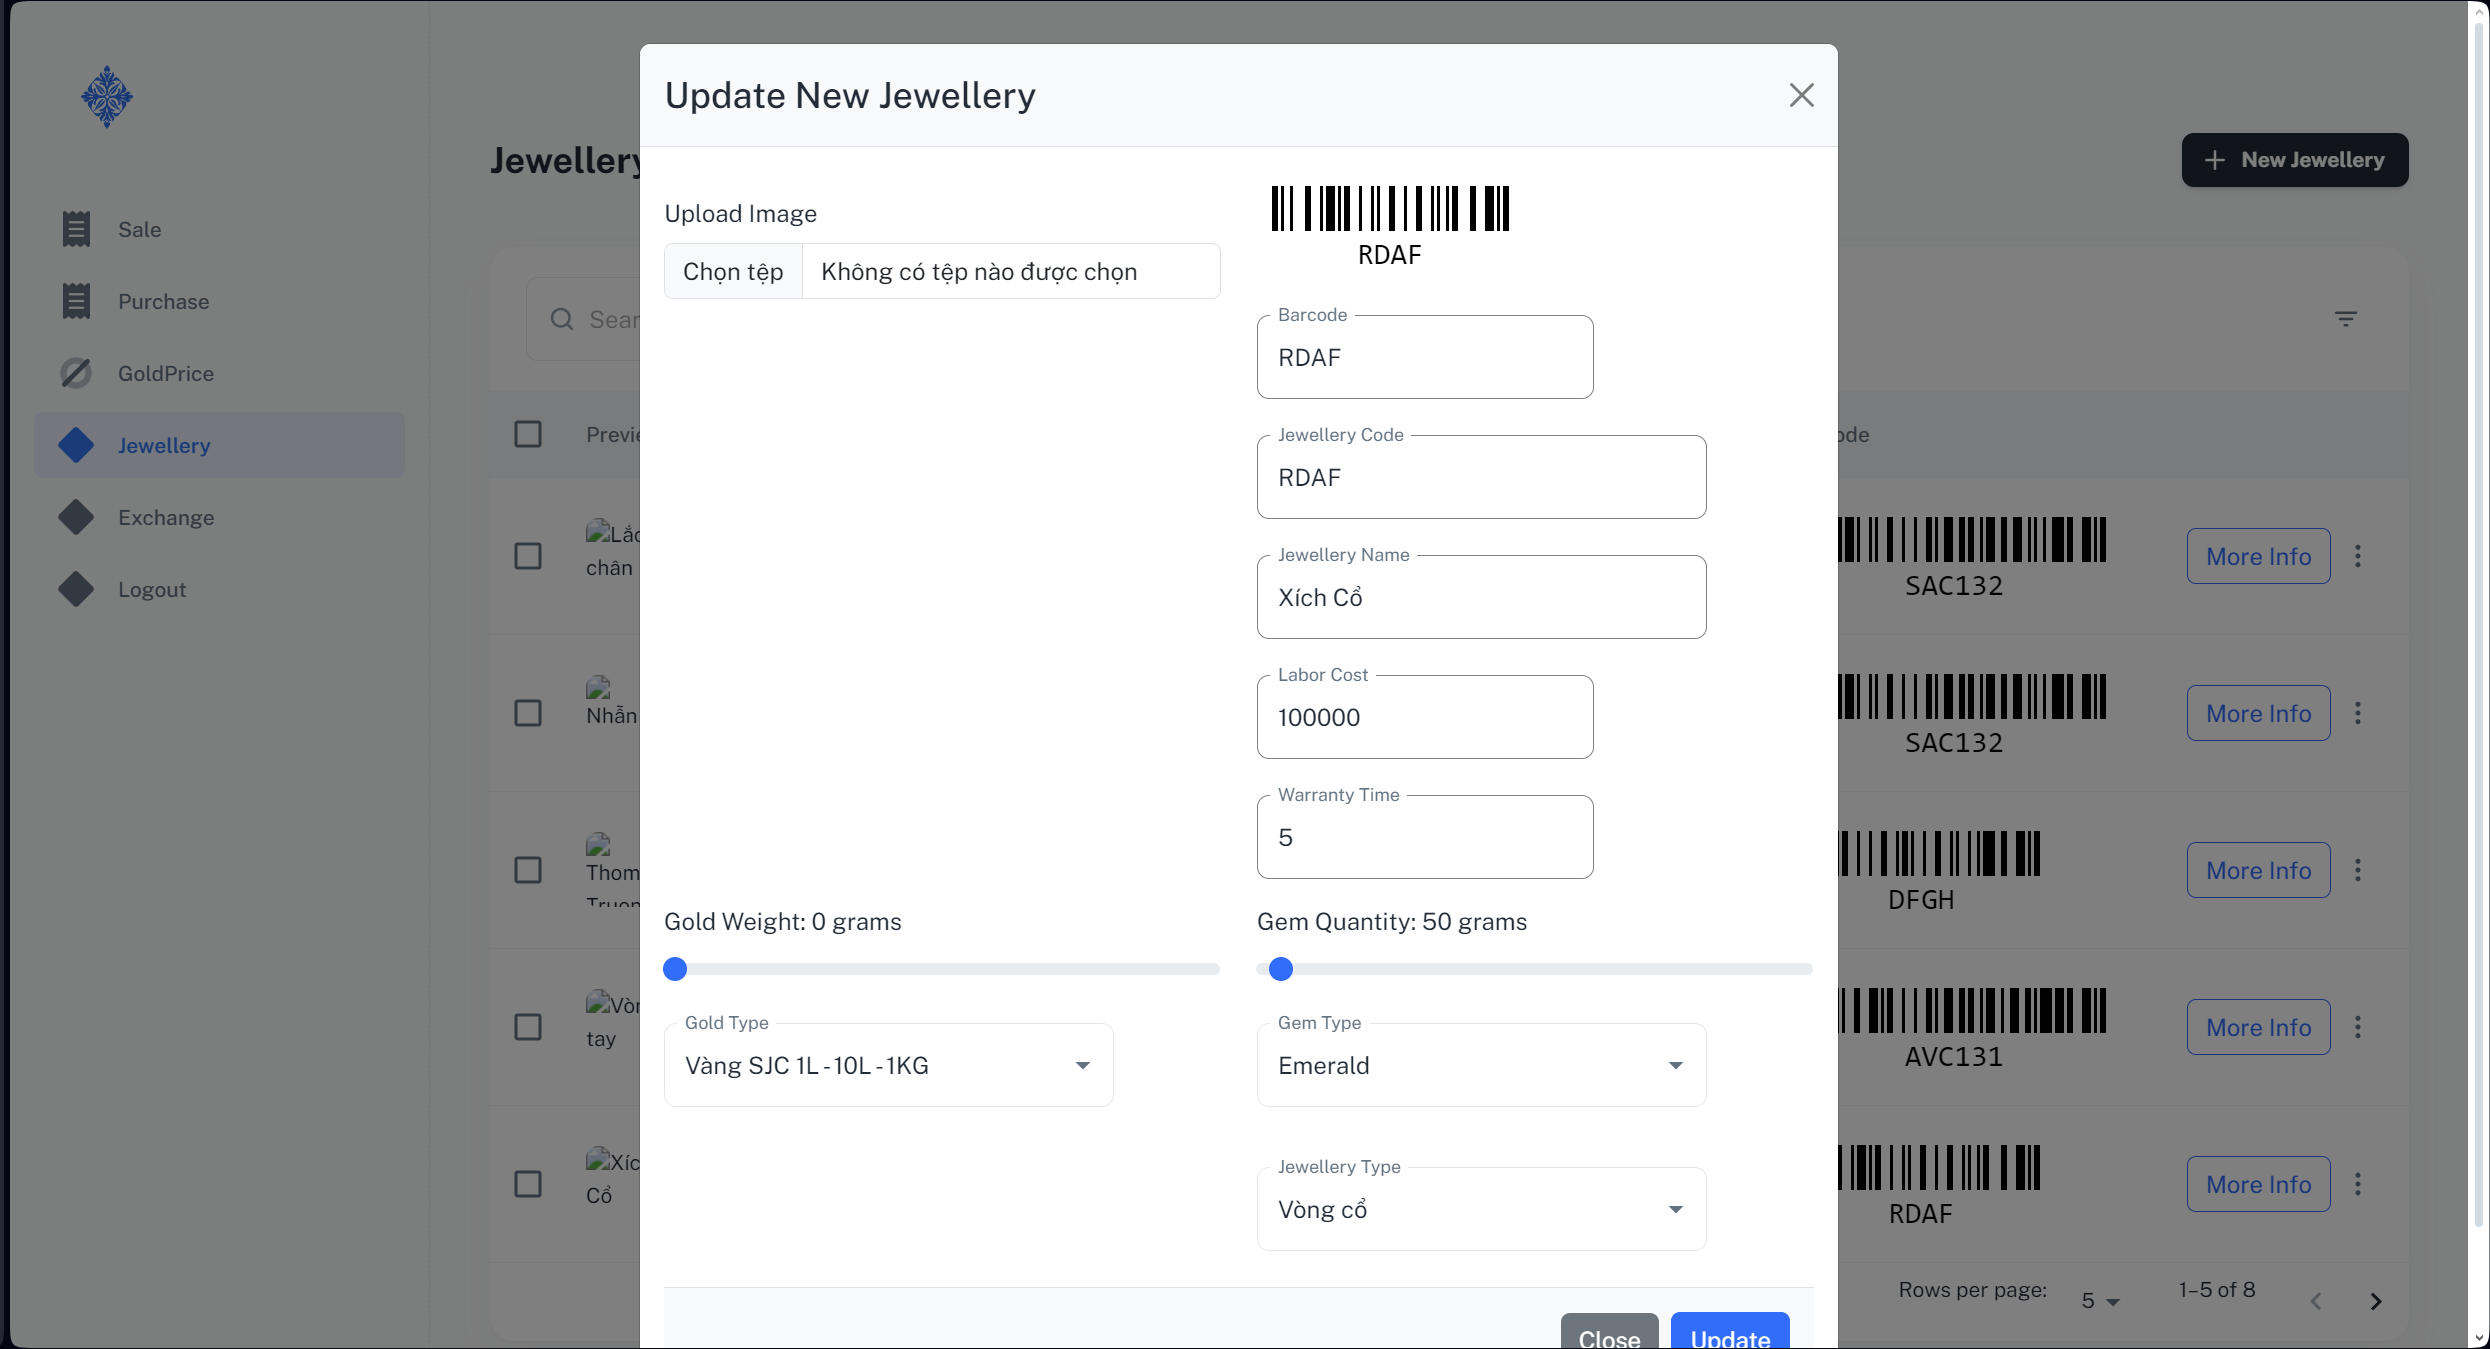 Update New Jewellery
Jewellery
New Jewellery
Sale
Purchase
GoldPrice
Jewellery
Exchange
Logout
Upload Image
Chọn tệp
Không có tệp nào được chọn
RDAF
Barcode
RDAF
Jewellery Code
RDAF
Jewellery Name
Xích Cổ
Labor Cost
100000
Warranty Time
5
Gold Weight: 0 grams
Gem Quantity: 50 grams
Gold Type
Vàng SJC 1L - 10L - 1KG
Gem Type
Emerald
Jewellery Type
Vòng cổ
Close
Update
chân
SAC132
More Info
Nhẫn
SAC132
More Info
DFGH
More Info
tay
AVC131
More Info
Cổ
RDAF
More Info
Rows per page:
5
1–5 of 8